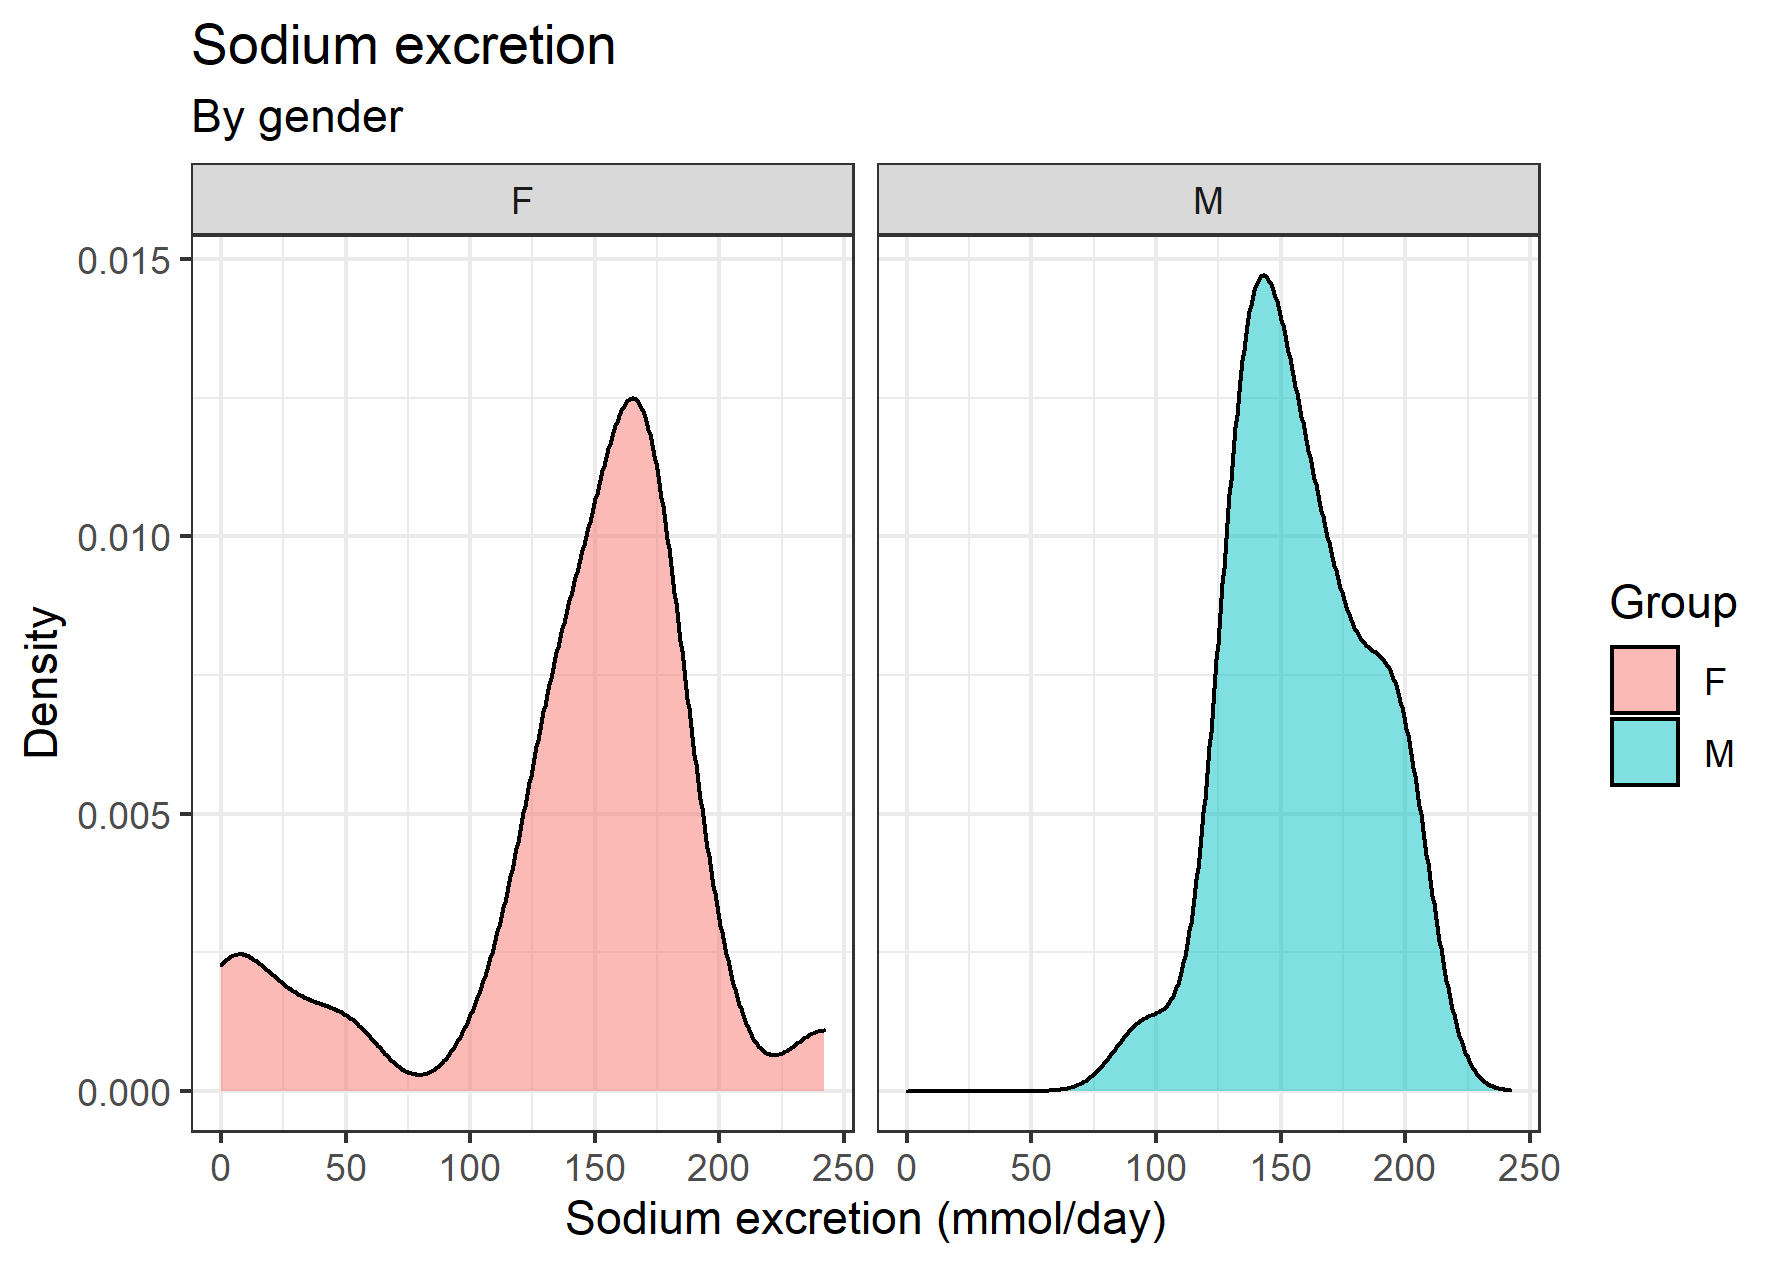 Sodium excretion
By gender
F
M
0.015
0.010
0.005
0.000
Density
0 50 100 150 200 250
0 50 100 150 200 250
Sodium excretion (mmol/day)
Group
F
M